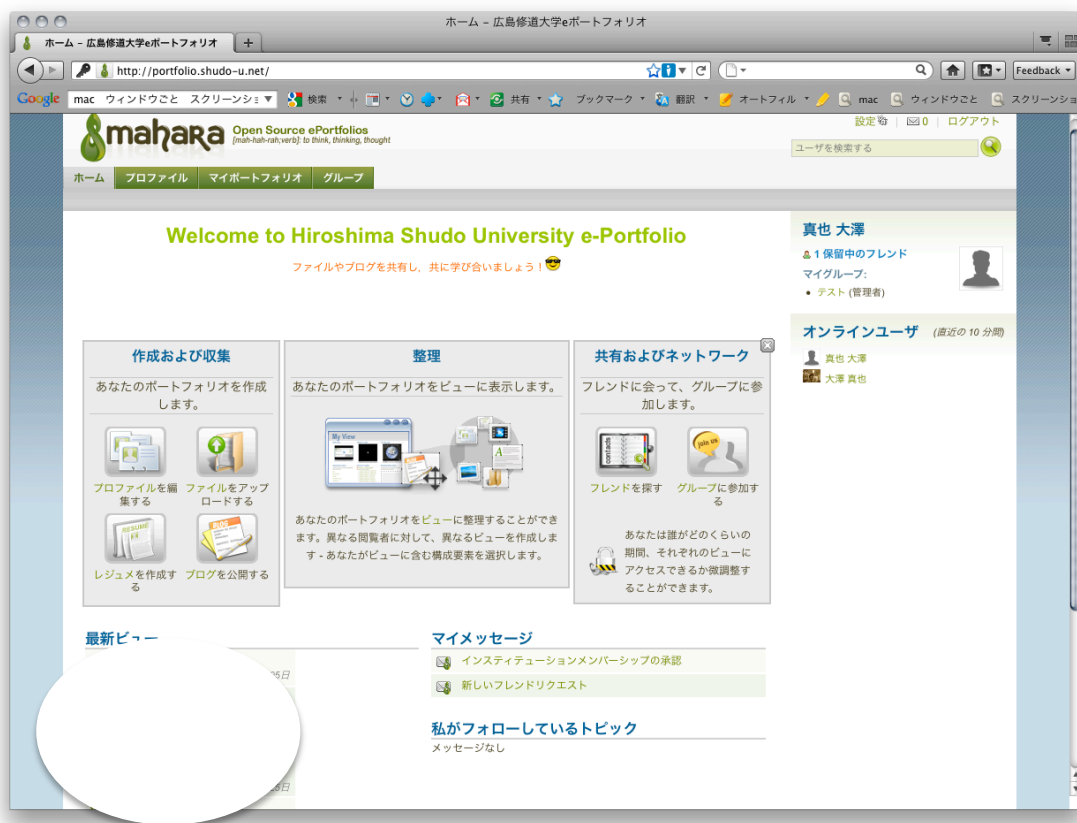 ホーム – 広島修道大学eポートフォリオ
ホーム – 広島修道大学eポートフォリオ
http://portfolio.shudo-u.net/
Feedback
Google mac ウィンドウごと スクリーンショ 検索 共有 ブックマーク 翻訳 オートフィル mac ウィンドウごと スクリーンショ
mahara Open Source ePortfolios
[mah-hah-rah;verb]: to think, thinking, thought
設定 0 ログアウト
ユーザを検索する
ホーム プロファイル マイポートフォリオ グループ
Welcome to Hiroshima Shudo University e-Portfolio
ファイルやブログを共有し、共に学び合いましょう！
作成および収集
あなたのポートフォリオを作成
します。
プロファイルを編
集する
ファイルをアップ
ロードする
RESUME
レジュメを作成す
る
BLOG
ブログを公開する
整理
あなたのポートフォリオをビューに表示します。
My View
A
あなたのポートフォリオをビューに整理することができ
ます。異なる閲覧者に対して、異なるビューを作成しま
す - あなたがビューに含む構成要素を選択します。
共有およびネットワーク
フレンドに会って、グループに参
加します。
contacts
フレンドを探す
join us
グループに参加す
る
あなたは誰がどのくらいの
期間、それぞれのビューに
アクセスできるか微調整す
ることができます。
真也 大澤
1 保留中のフレンド
マイグループ:
• テスト (管理者)
オンラインユーザ (直近の 10 分間)
真也 大澤
大澤 真也
最新ビュー
5日
5日
マイメッセージ
インスティテューションメンバーシップの承認
新しいフレンドリクエスト
私がフォローしているトピック
メッセージなし